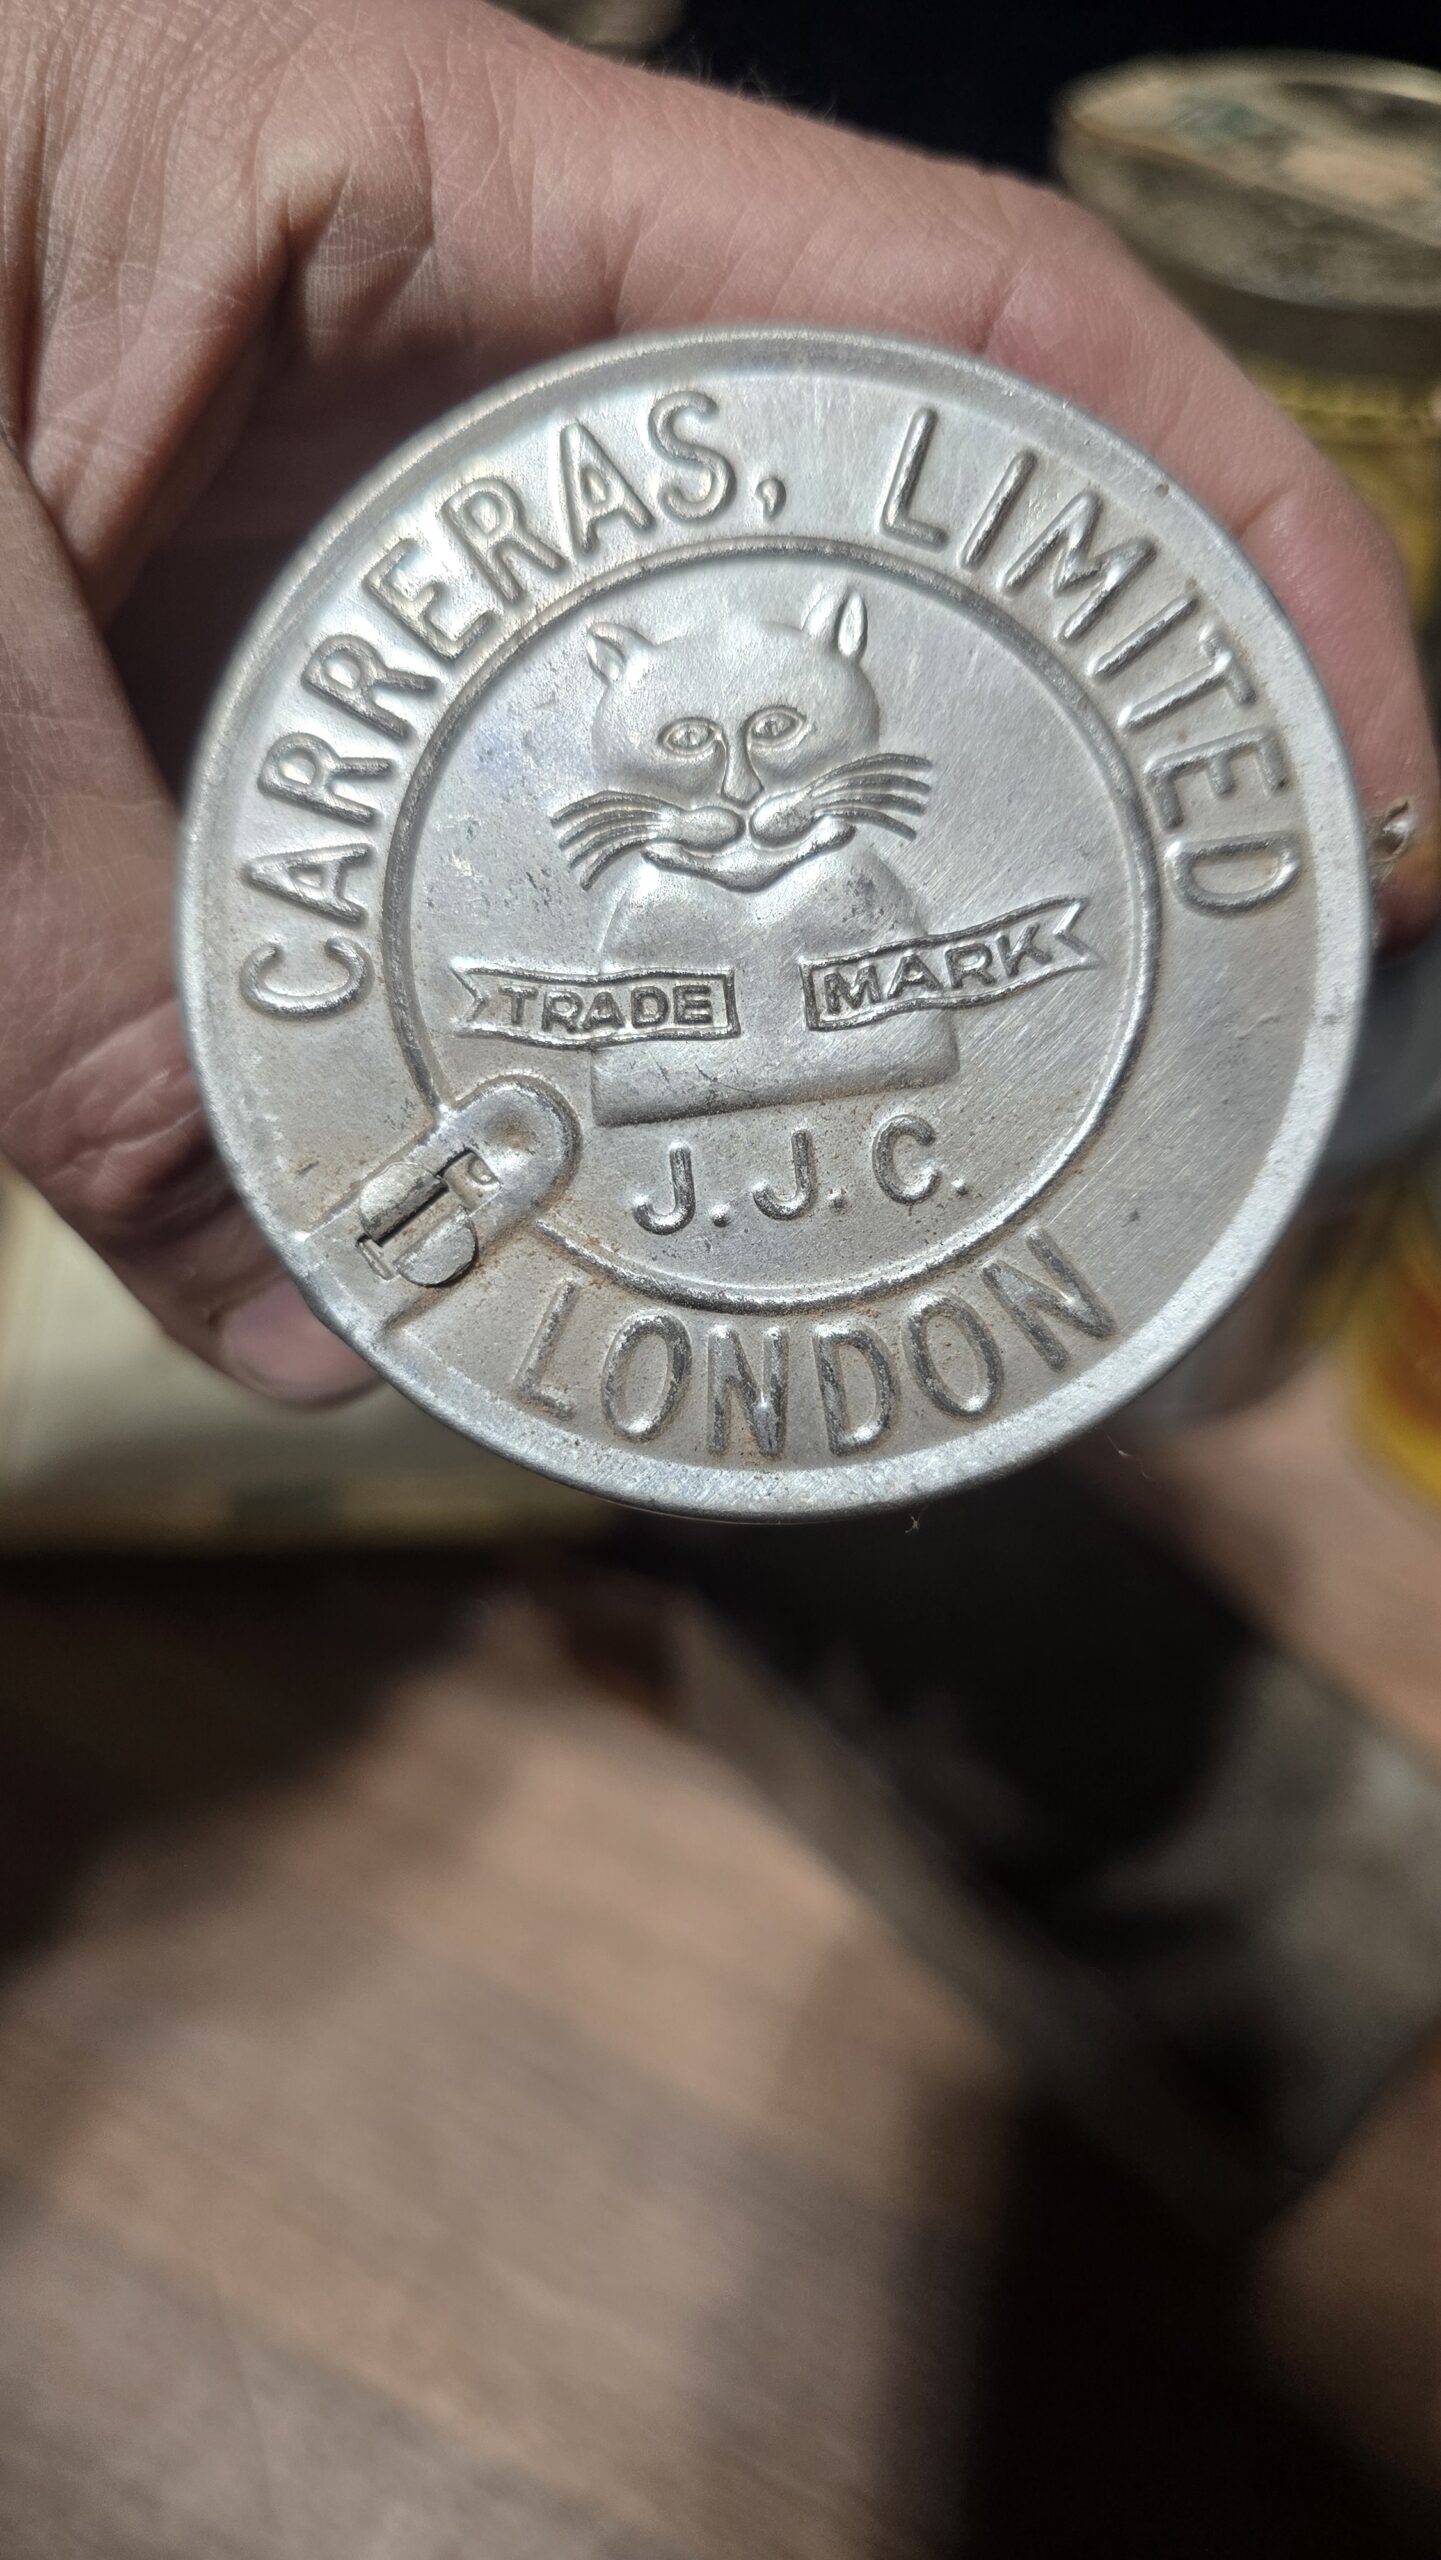 CARRERAS, LIMITED
TRADE MARK
J.J.C.
LONDON